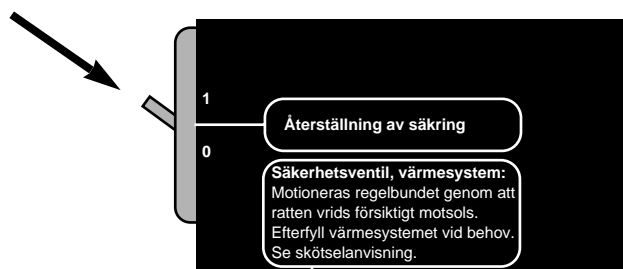 1
Återställning av säkring
0
Säkerhetsventil, värmesystem:
Motioneras regelbundet genom att
ratten vrids försiktigt motsols.
Efterfyll värmesystemet vid behov.
Se skötselanvisning.